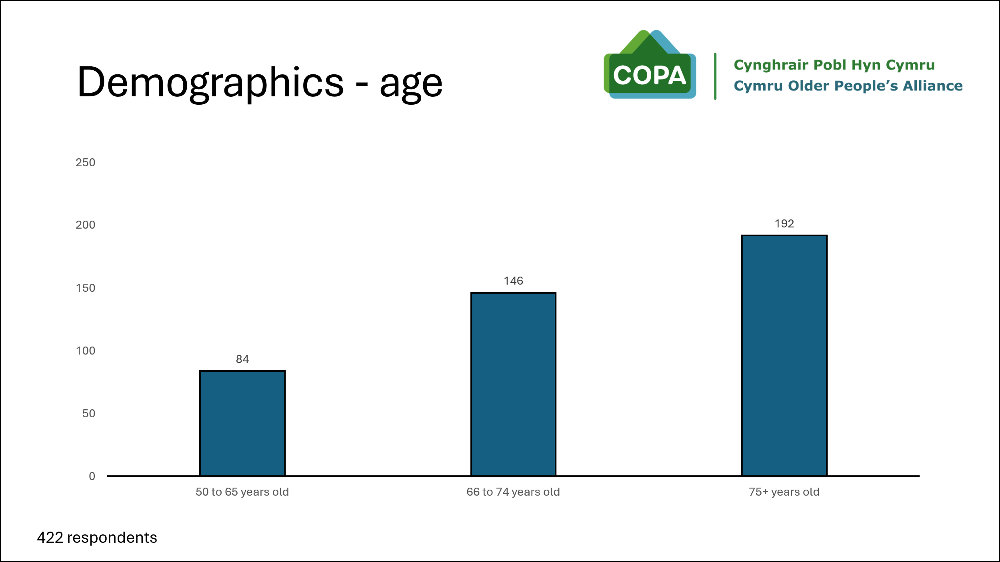 Demographics - age
COPA
Cynghrair Pobl Hyn Cymru
Cymru Older People’s Alliance
250
200
150
100
50
0
84
146
192
50 to 65 years old
66 to 74 years old
75+ years old
422 respondents